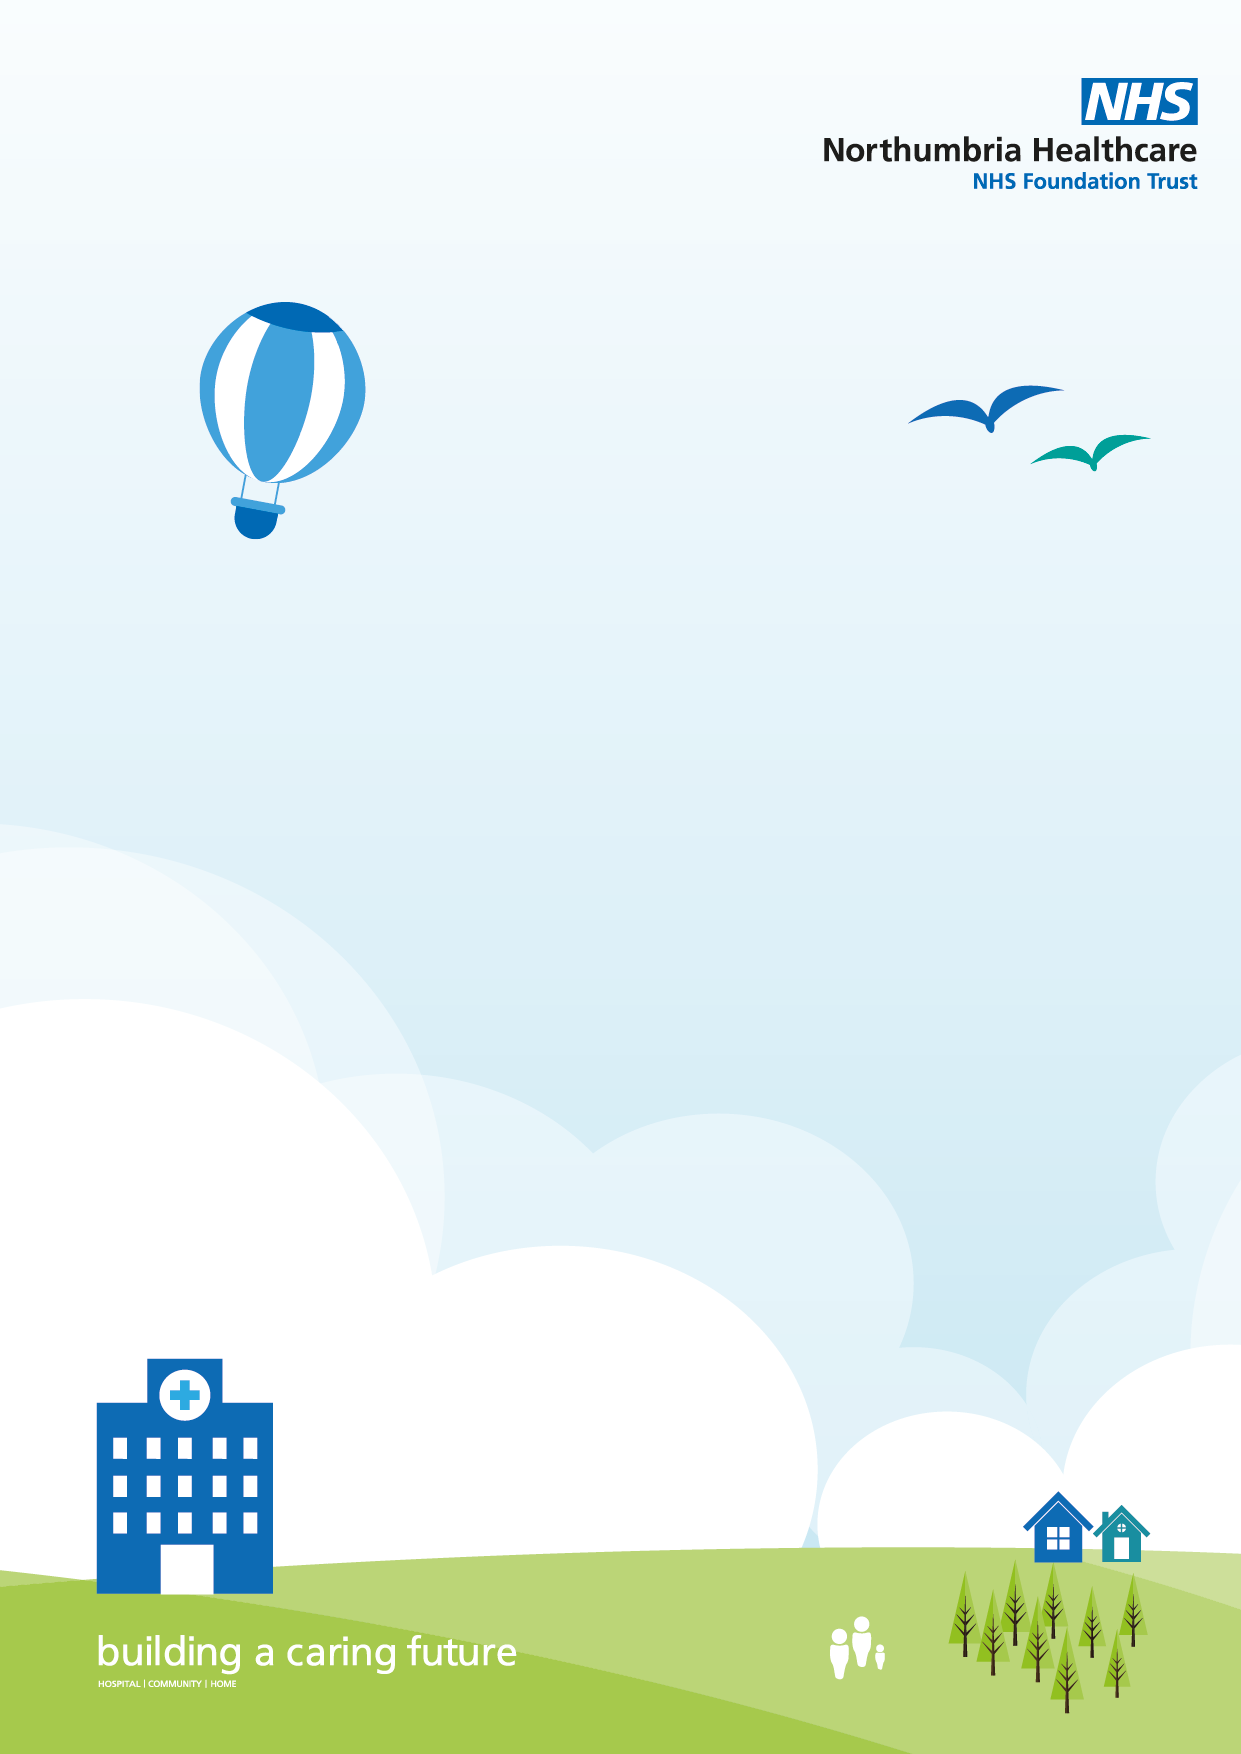 NHS
Northumbria Healthcare
NHS Foundation Trust
building a caring future
HOSPITAL | COMMUNITY | HOME